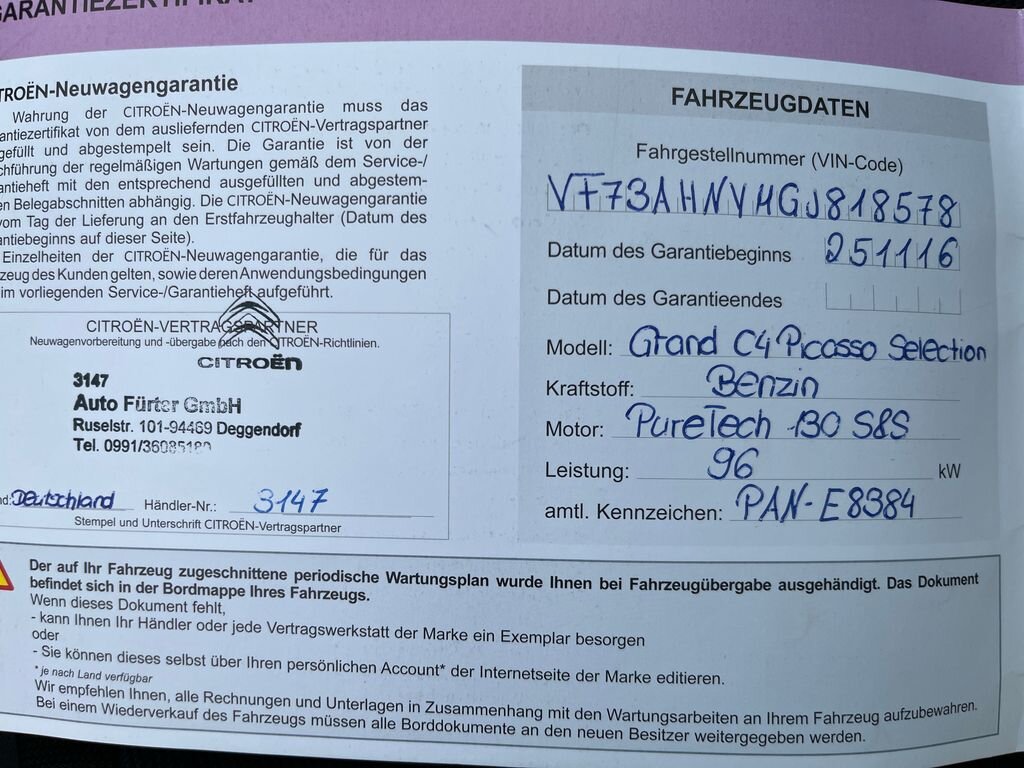 GARANTIEZERTIFIKAT
CITROËN-Neuwagengarantie
Wahrung der CITROËN-Neuwagengarantie muss das
antiezertifikat von dem ausliefernden CITROËN-Vertragspartner
gefüllt und abgestempelt sein. Die Garantie ist von der
chführung der regelmäßigen Wartungen gemäß dem Service-/
antieheft mit den entsprechend ausgefüllten und abgestem-
en Belegabschnitten abhängig. Die CITROËN-Neuwagengarantie
vom Tag der Lieferung an den Erstfahrzeughalter (Datum des
antiebeginns auf dieser Seite).
Einzelheiten der CITROËN-Neuwagengarantie, die für das
zeug des Kunden gelten, sowie deren Anwendungsbedingungen
im vorliegenden Service-/Garantieheft aufgeführt.
CITROËN-VERTRAGSPARTNER
Neuwagenvorbereitung und -übergabe nach den CITROËN-Richtlinien.
CITROËN
3147
Auto Fürter GmbH
Ruselstr. 101-94469 Deggendorf
Tel. 0991/36085180
nd: Deutschland Händler-Nr.: 3147
Stempel und Unterschrift CITROËN-Vertragspartner
FAHRZEUGDATEN
Fahrgestellnummer (VIN-Code)
VF73AHNYHGJ818578
Datum des Garantiebeginns 251116
Datum des Garantieendes
Modell: Grand C4 Picasso Selection
Kraftstoff: Benzin
Motor: PureTech 130 S&S
Leistung: 96 kW
amtl. Kennzeichen: PAN-E8384
Der auf Ihr Fahrzeug zugeschnittene periodische Wartungsplan wurde Ihnen bei Fahrzeugübergabe ausgehändigt. Das Dokument
befindet sich in der Bordmappe Ihres Fahrzeugs.
Wenn dieses Dokument fehlt,
- kann Ihnen Ihr Händler oder jede Vertragswerkstatt der Marke ein Exemplar besorgen
oder
- Sie können dieses selbst über Ihren persönlichen Account* der Internetseite der Marke editieren.
* je nach Land verfügbar
Wir empfehlen Ihnen, alle Rechnungen und Unterlagen in Zusammenhang mit den Wartungsarbeiten an Ihrem Fahrzeug aufzubewahren.
Bei einem Wiederverkauf des Fahrzeugs müssen alle Borddokumente an den neuen Besitzer weitergegeben werden.